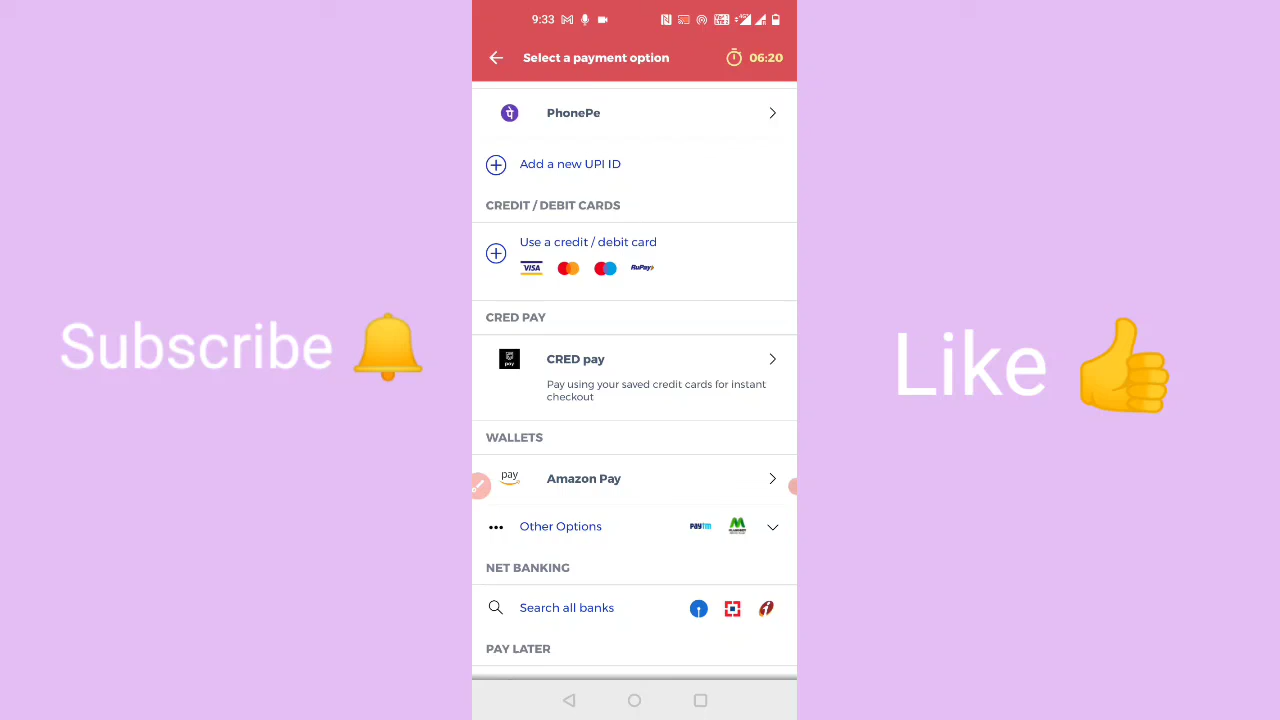 9:33
Select a payment option
06:20
PhonePe
Add a new UPI ID
CREDIT / DEBIT CARDS
Use a credit / debit card
VISA
RuPay
CRED PAY
pay
CRED pay
Pay using your saved credit cards for instant
checkout
WALLETS
pay
Amazon Pay
Other Options
paytm
NET BANKING
Search all banks
PAY LATER
Subscribe
Like